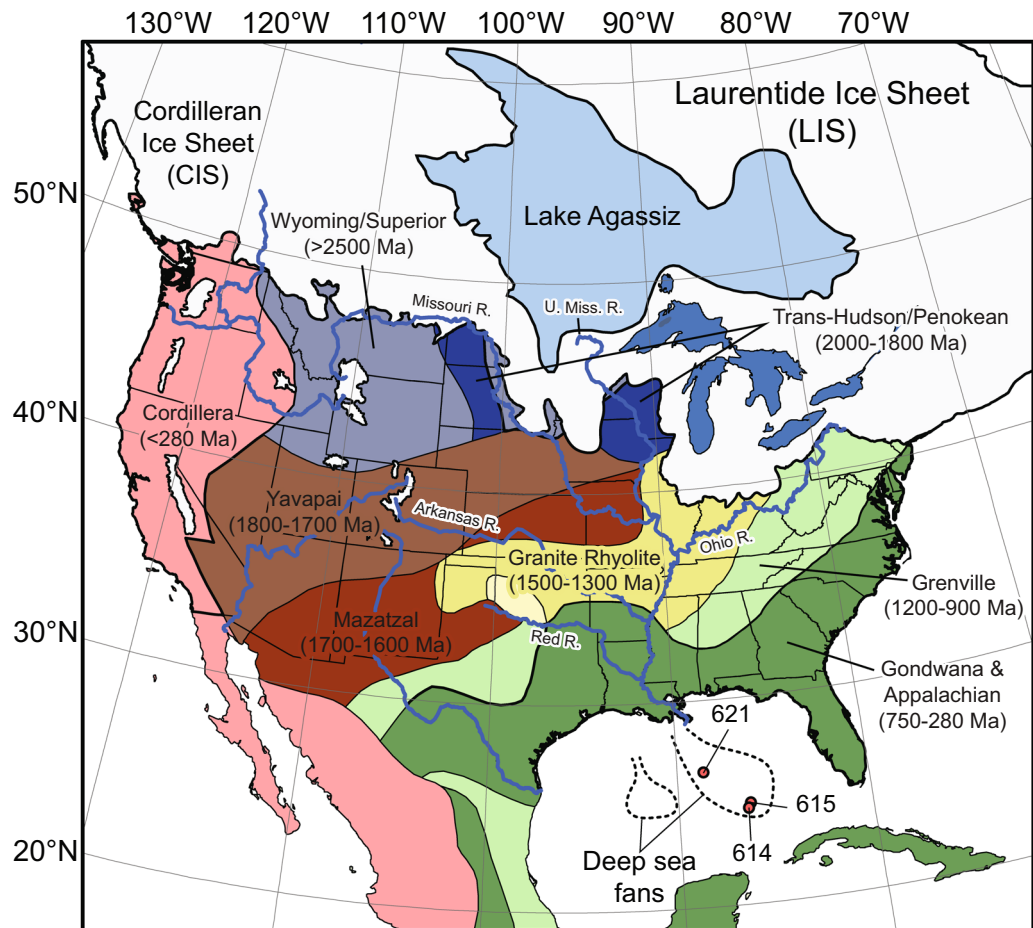 130°W 120°W 110°W 100°W 90°W 80°W 70°W
Cordilleran
Ice Sheet
(CIS)
Laurentide Ice Sheet
(LIS)
50°N
Wyoming/Superior
(>2500 Ma)
Lake Agassiz
Missouri R.
U. Miss. R.
Trans-Hudson/Penokean
(2000-1800 Ma)
40°N
Cordillera
(<280 Ma)
Yavapai
(1800-1700 Ma)
Arkansas R.
Ohio R.
Granite Rhyolite
(1500-1300 Ma)
Grenville
(1200-900 Ma)
30°N
Mazatzal
(1700-1600 Ma)
Red R.
Gondwana &
Appalachian
(750-280 Ma)
621
615
614
20°N
Deep sea
fans